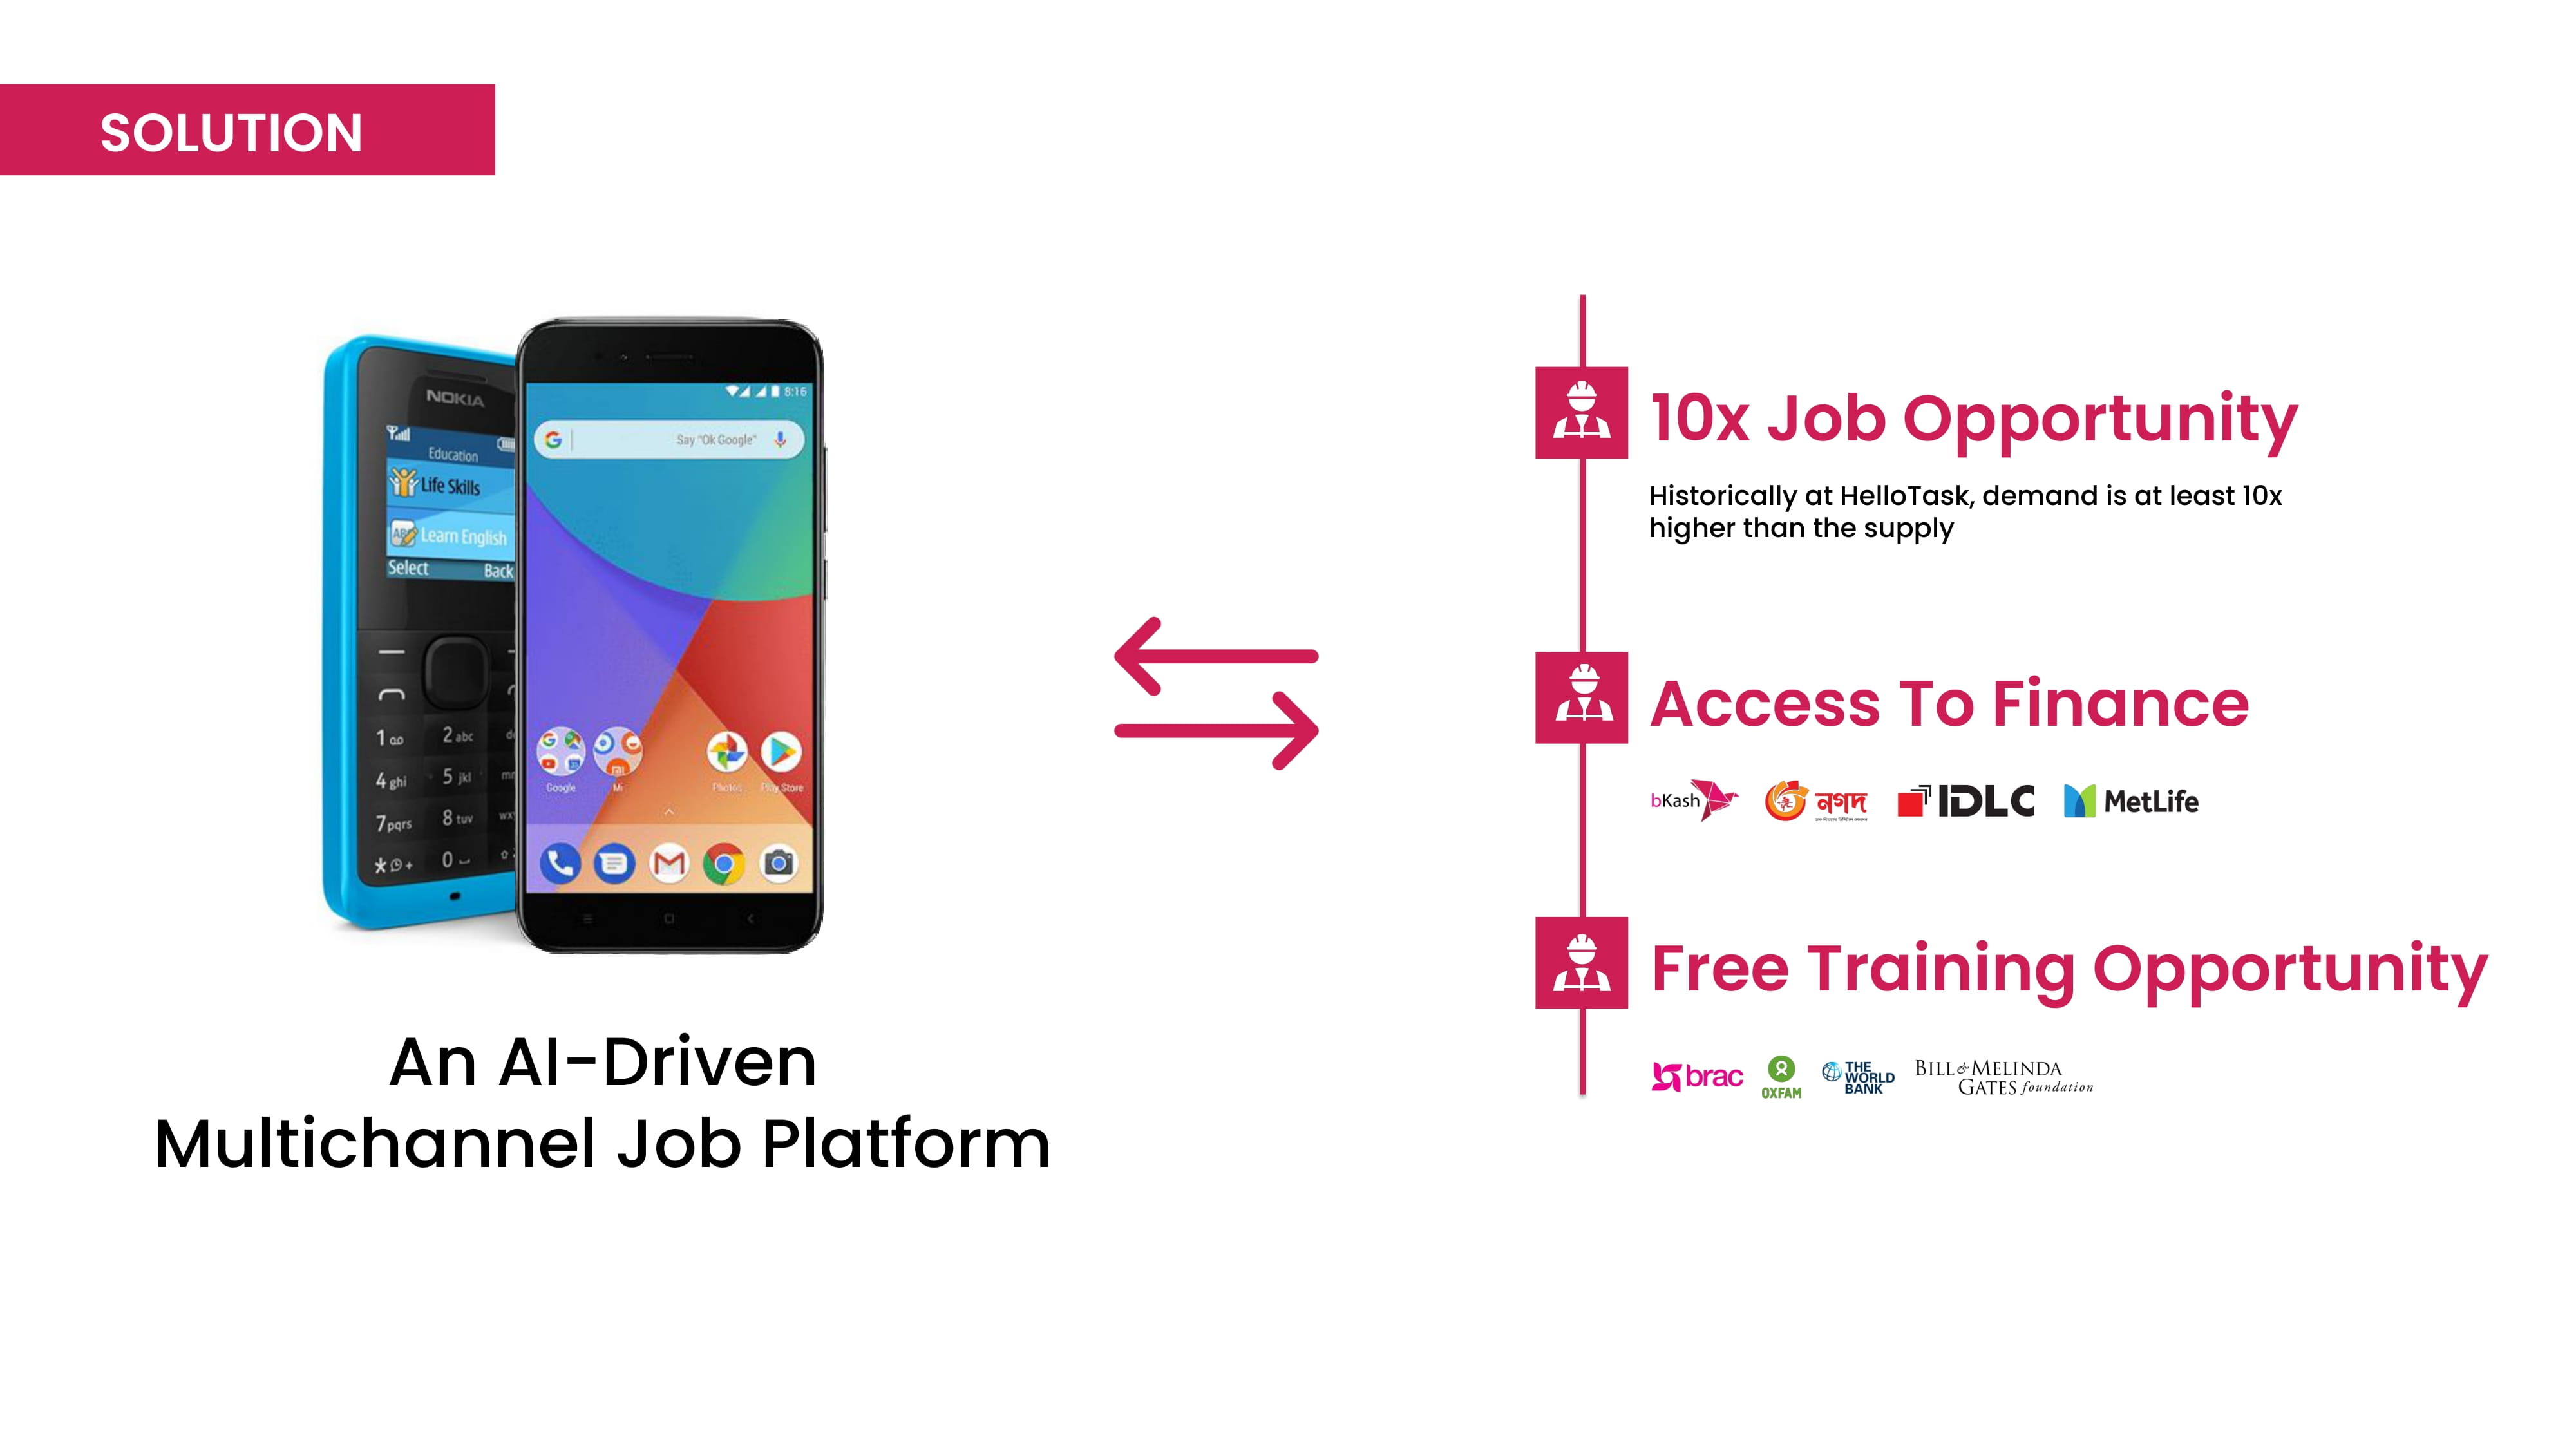 SOLUTION
NOKIA
Education
Life Skills
Learn English
Select Back
1
2 abc
4 ghi
5 jkl
7 pqrs
8 tuv
0
8:16
Say "Ok Google"
Google Mi Photos Play Store
An AI-Driven
Multichannel Job Platform
10x Job Opportunity
Historically at HelloTask, demand is at least 10x
higher than the supply
Access To Finance
bKash নগদ IDLC MetLife
Free Training Opportunity
brac OXFAM THE WORLD BANK BILL & MELINDA GATES foundation